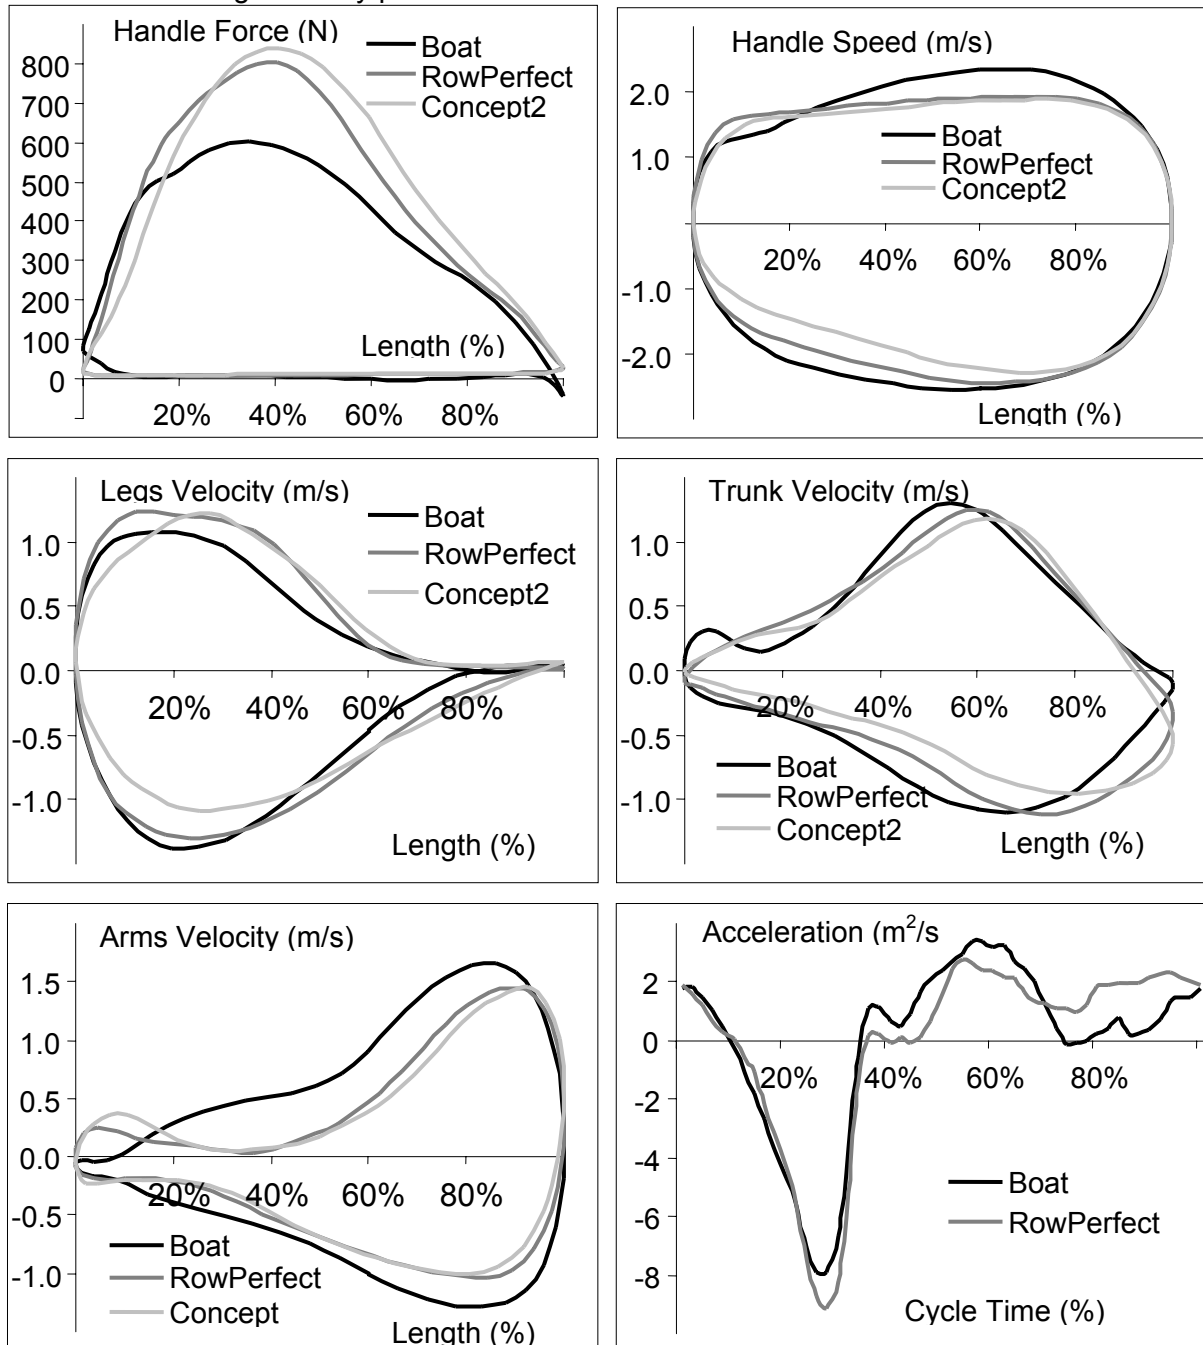 Handle Force (N)
Boat
RowPerfect
Concept2
800
700
600
500
400
300
200
100
0
Length (%)
20% 40% 60% 80%
Handle Speed (m/s)
2.0
1.0
Boat
RowPerfect
Concept2
20% 40% 60% 80%
-1.0
-2.0
Length (%)
Legs Velocity (m/s)
Boat
RowPerfect
Concept2
1.0
0.5
0.0
20% 40% 60% 80%
-0.5
-1.0
Length (%)
Trunk Velocity (m/s)
1.0
0.5
0.0
20% 40% 60% 80%
-0.5
-1.0
Boat
RowPerfect
Concept2
Length (%)
Arms Velocity (m/s)
1.5
1.0
0.5
0.0
20% 40% 60% 80%
-0.5
-1.0
Boat
RowPerfect
Concept
Length (%)
Acceleration (m²/s
2
0
20% 40% 60% 80%
-2
-4
-6
-8
Boat
RowPerfect
Cycle Time (%)